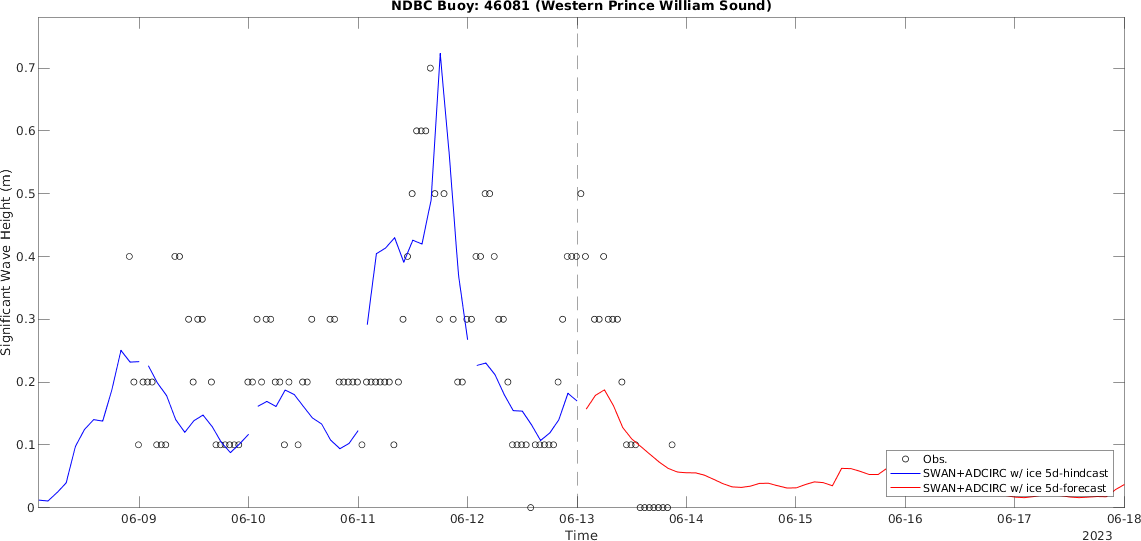 NDBC Buoy: 46081 (Western Prince William Sound)
0.7
0.6
0.5
0.4
0.3
0.2
0.1
0
Significant Wave Height (m)
Obs.
SWAN+ADCIRC w/ ice 5d-hindcast
SWAN+ADCIRC w/ ice 5d-forecast
06-09 06-10 06-11 06-12 06-13 06-14 06-15 06-16 06-17 06-18
Time
2023